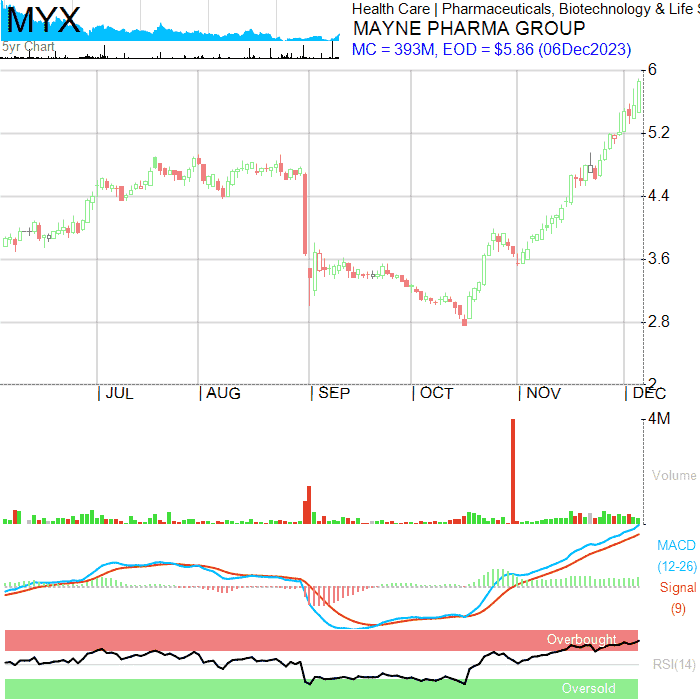 MYX
5yr Chart
Health Care | Pharmaceuticals, Biotechnology & Life S
MAYNE PHARMA GROUP
MC = 393M, EOD = $5.86 (06Dec2023)
6
5.2
4.4
3.6
2.8
2
JUL AUG SEP OCT NOV DEC
4M
Volume
MACD
(12-26)
Signal
(9)
Overbought
RSI(14)
Oversold